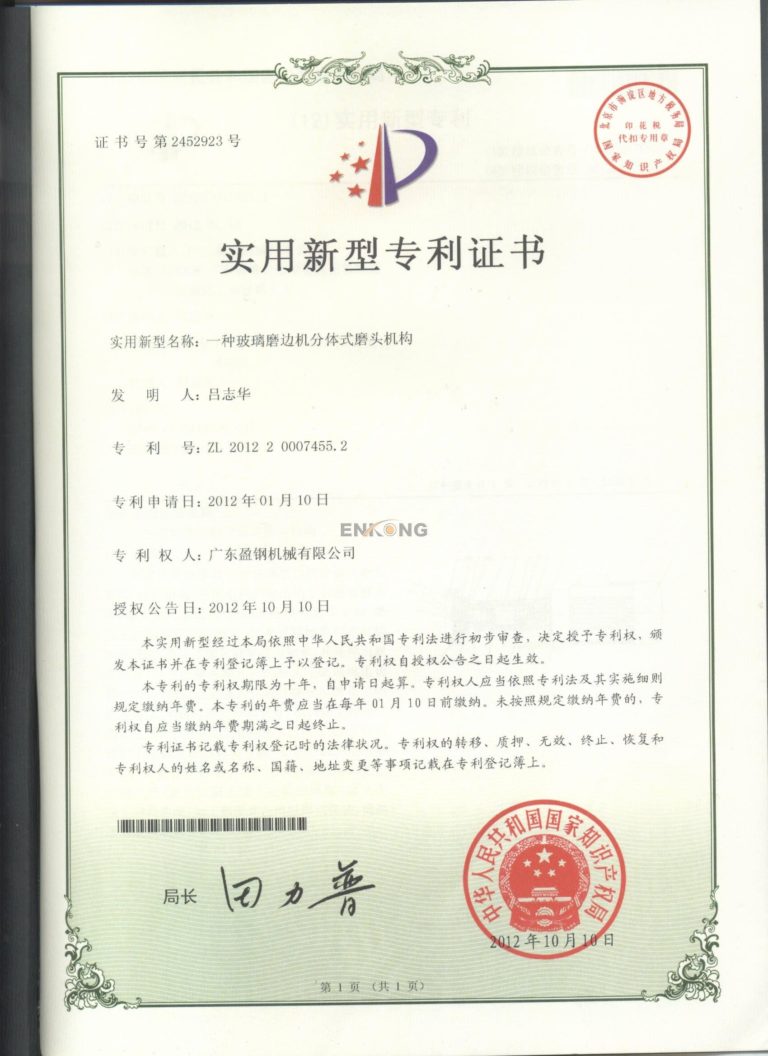 证书号第2452923号
北京市海淀区地方税务局
印花税
代扣专用章
国家知识产权局
实用新型专利证书
实用新型名称：一种玻璃磨边机分体式磨头机构
发明人：吕志华
专利号：ZL 2012 2 0007455.2
专利申请日：2012年01月10日
ENKONG
专利权人：广东盈钢机械有限公司
授权公告日：2012年10月10日
本实用新型经过本局依照中华人民共和国专利法进行初步审查，决定授予专利权，颁
发本证书并在专利登记簿上予以登记。专利权自授权公告之日起生效。
本专利的专利权期限为十年，自申请日起算。专利权人应当依照专利法及其实施细则
规定缴纳年费。本专利的年费应当在每年01月10日前缴纳。未按照规定缴纳年费的，专
利权自应当缴纳年费期满之日起终止。
专利证书记载专利权登记时的法律状况。专利权的转移、质押、无效、终止、恢复和
专利权人的姓名或名称、国籍、地址变更等事项记载在专利登记簿上。
局长 田力普
中华人民共和国国家知识产权局
2012年10月10日
第1页（共1页）